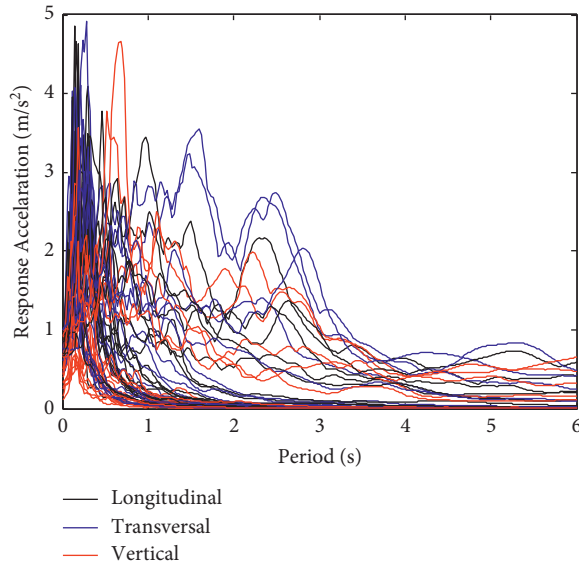 Response Accelaration (m/s²)
5
4
3
2
1
0
0 1 2 3 4 5 6
Period (s)
Longitudinal
Transversal
Vertical